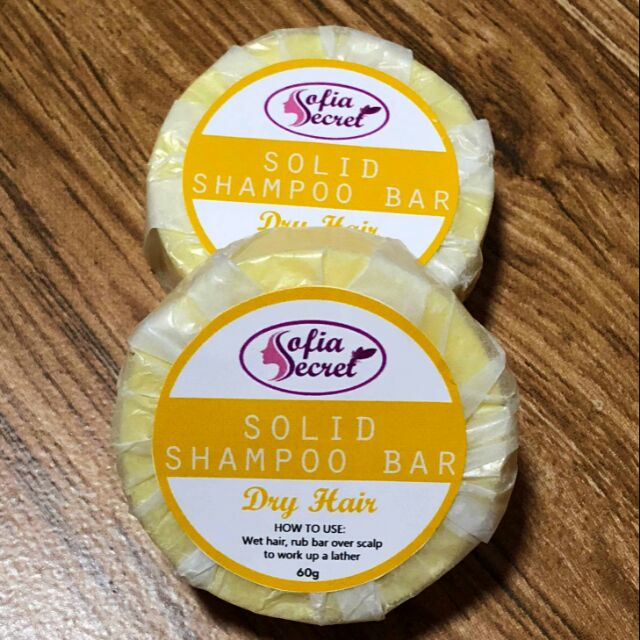 Sofia
Secret
SOLID
SHAMPOO BAR
Dry Hair
Sofia
Secret
SOLID
SHAMPOO BAR
Dry Hair
HOW TO USE:
Wet hair, rub bar over scalp
to work up a lather
60g